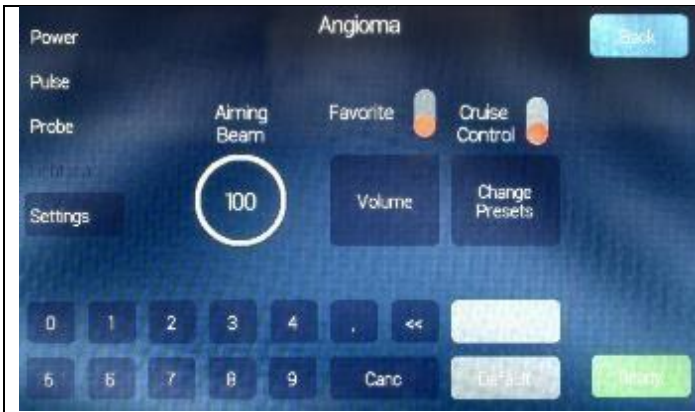 Angioma
Back
Power
Pulse
Probe
Settings
Aiming
Beam
100
Favorite
Cruise
Control
Volume
Change
Presets
0 1 2 3 4 . <<
5 6 7 8 9 Canc
Default
Ready